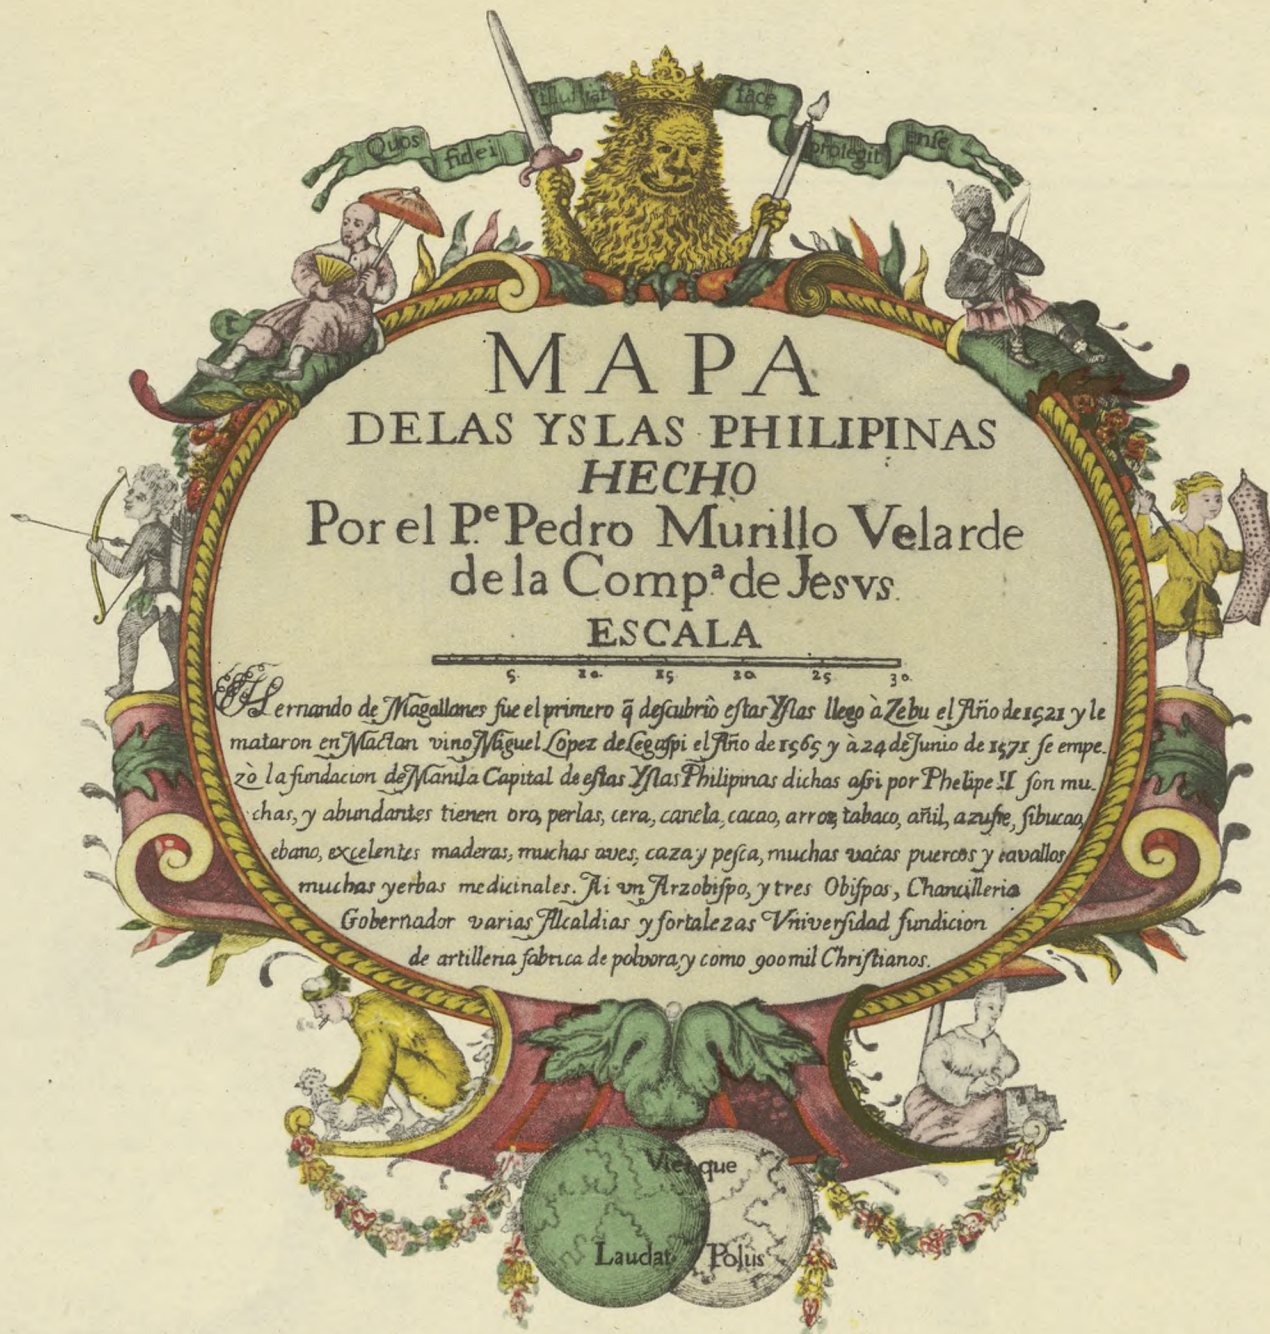 Quos fidei illustrat face protegit ense
MAPA
DELAS YSLAS PHILIPINAS
HECHO
Por el P.e Pedro Murillo Velarde
de la Comp.a de Jesvs.
ESCALA
5. 10. 15 20. 25. 30.
Hernando de Magallanes fue el primero q̃ deſcubriò eſtas Yſlas llego à Zebu el Año de 1521 y le
mataron en Mactan vino Miguel Lopez de Legaſpi el Año de 1565 y à 24 de Junio de 1571 ſe empe-
zò la fundacion de Manila Capital de eſtas Yſlas Philipinas dichas aſsi por Phelipe II ſon mu-
chas, y abundantes tienen oro, perlas, cera, canela, cacao, arroz, tabaco, añil, azufre, ſibucao,
ebano, excelentes maderas, muchas aves, caza y peſca, muchas vacas puercos y cavallos
muchas yerbas medicinales. Ai vn Arzobiſpo, y tres Obiſpos, Chancilleria
Gobernador varias Alcaldias y fortalezas Vniverſidad fundicion
de artilleria fabrica de polvora, y como 900 mil Chriſtianos.
Vterque
Laudat Polus